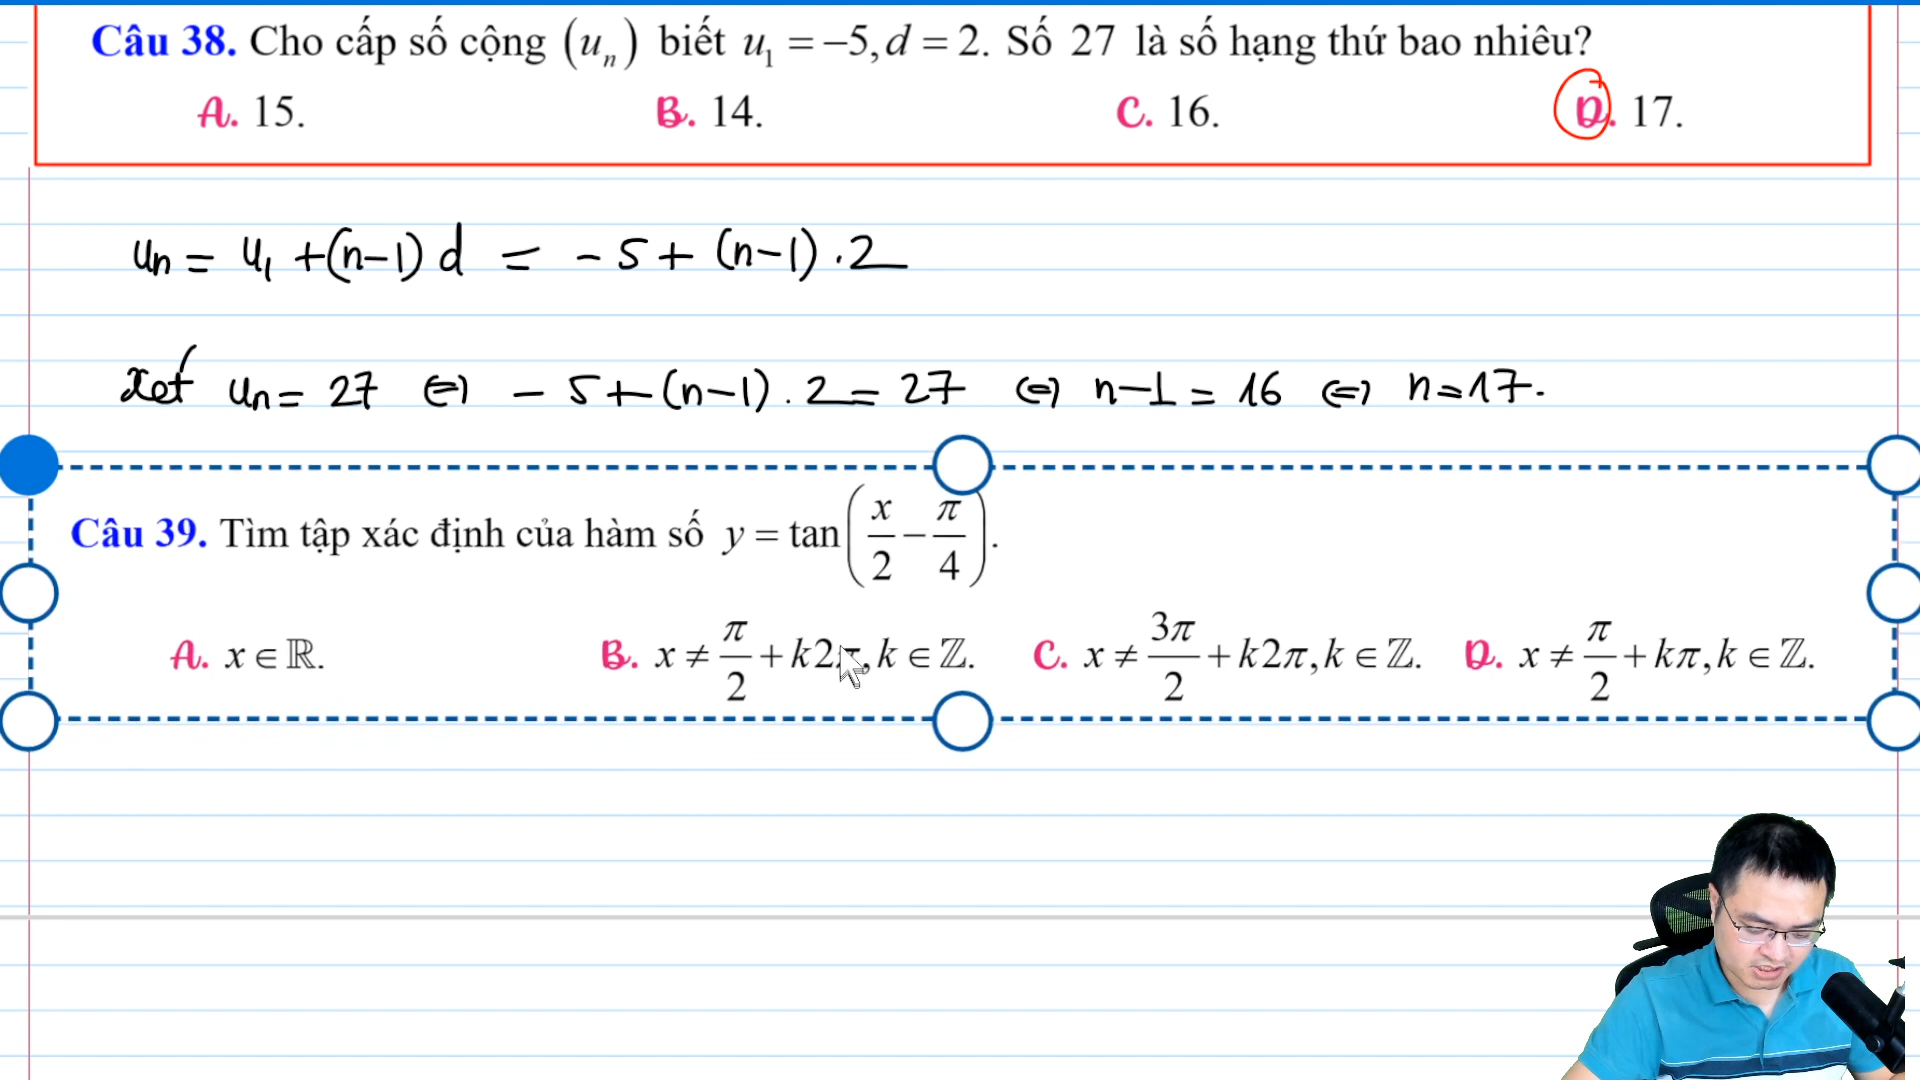 Câu 38. Cho cấp số cộng (uₙ) biết u₁ = −5, d = 2. Số 27 là số hạng thứ bao nhiêu?
A. 15. B. 14. C. 16. D. 17.
uₙ = u₁ + (n−1) d = − 5 + (n−1) . 2
xét uₙ = 27 ⇔ − 5 + (n−1) . 2 = 27 ⇔ n−1 = 16 ⇔ n = 17.
Câu 39. Tìm tập xác định của hàm số y = tan(x/2 − π/4).
A. x ∈ ℝ. B. x ≠ π/2 + k2π, k ∈ ℤ. C. x ≠ 3π/2 + k2π, k ∈ ℤ. D. x ≠ π/2 + kπ, k ∈ ℤ.